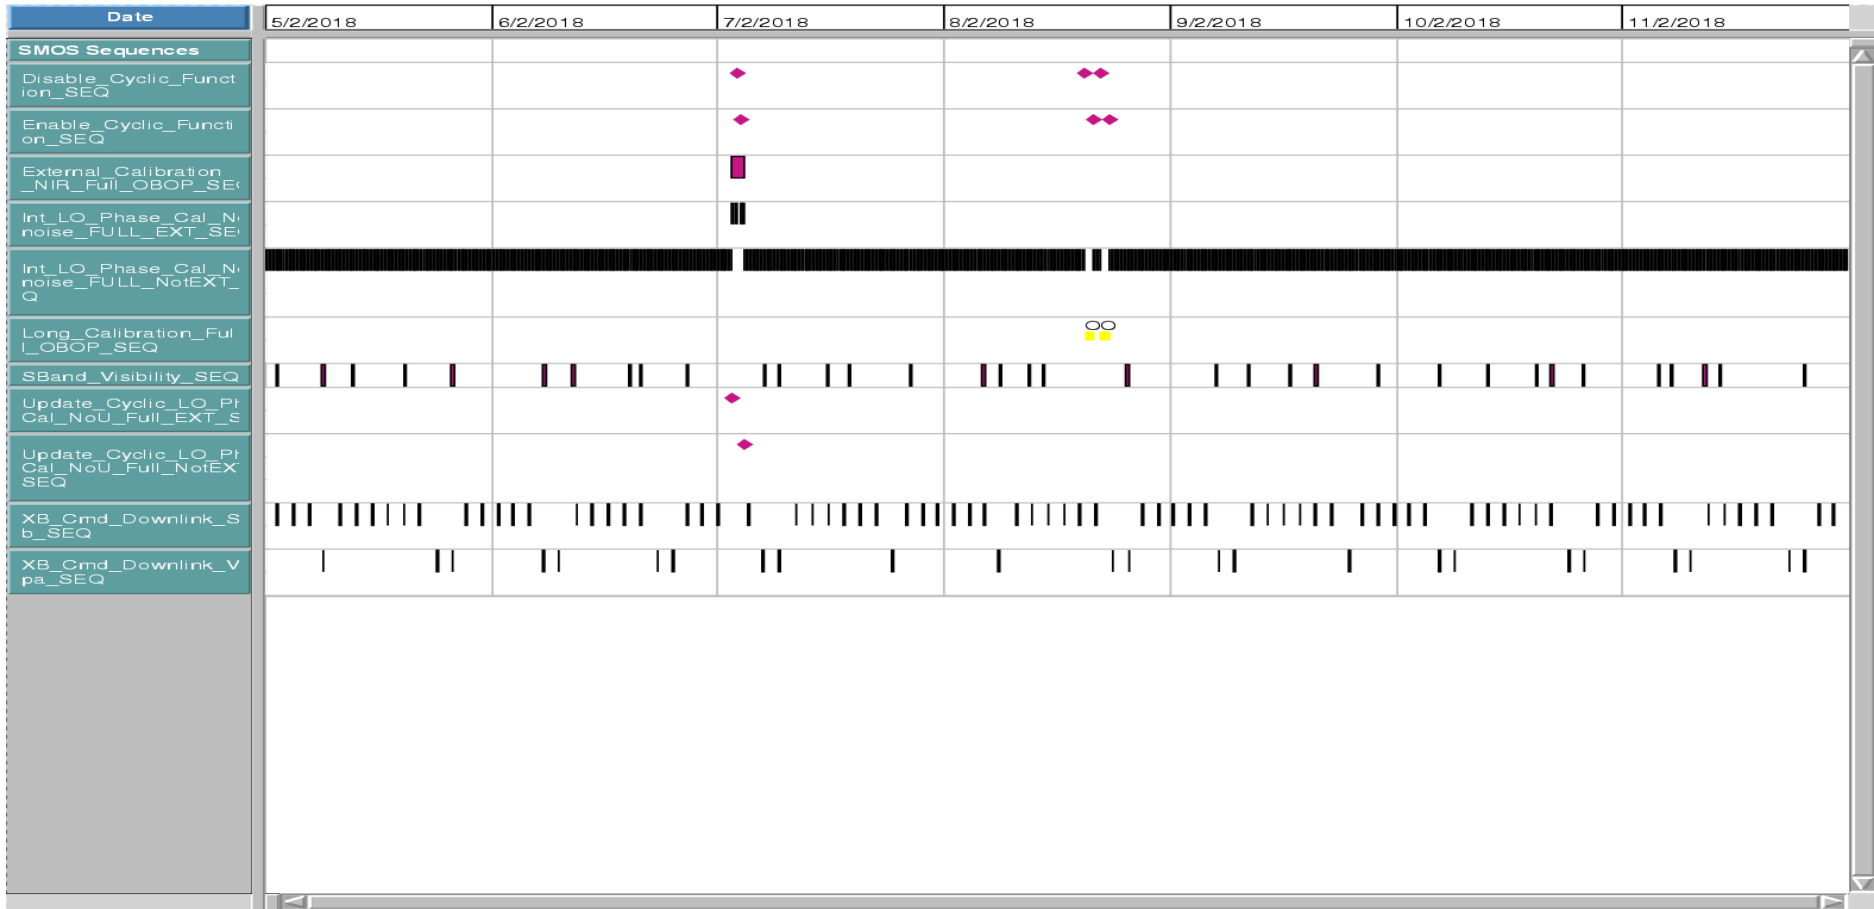 Date
5/2/2018
6/2/2018
7/2/2018
8/2/2018
9/2/2018
10/2/2018
11/2/2018
SMOS Sequences
Disable_Cyclic_Funct
ion_SEQ
Enable_Cyclic_Functi
on_SEQ
External_Calibration
_NIR_Full_OBOP_SE
Int_LO_Phase_Cal_N
noise_FULL_EXT_SE
Int_LO_Phase_Cal_N
noise_FULL_NotEXT_
Q
Long_Calibration_Ful
l_OBOP_SEQ
SBand_Visibility_SEQ
Update_Cyclic_LO_P
Cal_NoU_Full_EXT_S
Update_Cyclic_LO_P
Cal_NoU_Full_NotEX
SEQ
XB_Cmd_Downlink_S
b_SEQ
XB_Cmd_Downlink_V
pa_SEQ